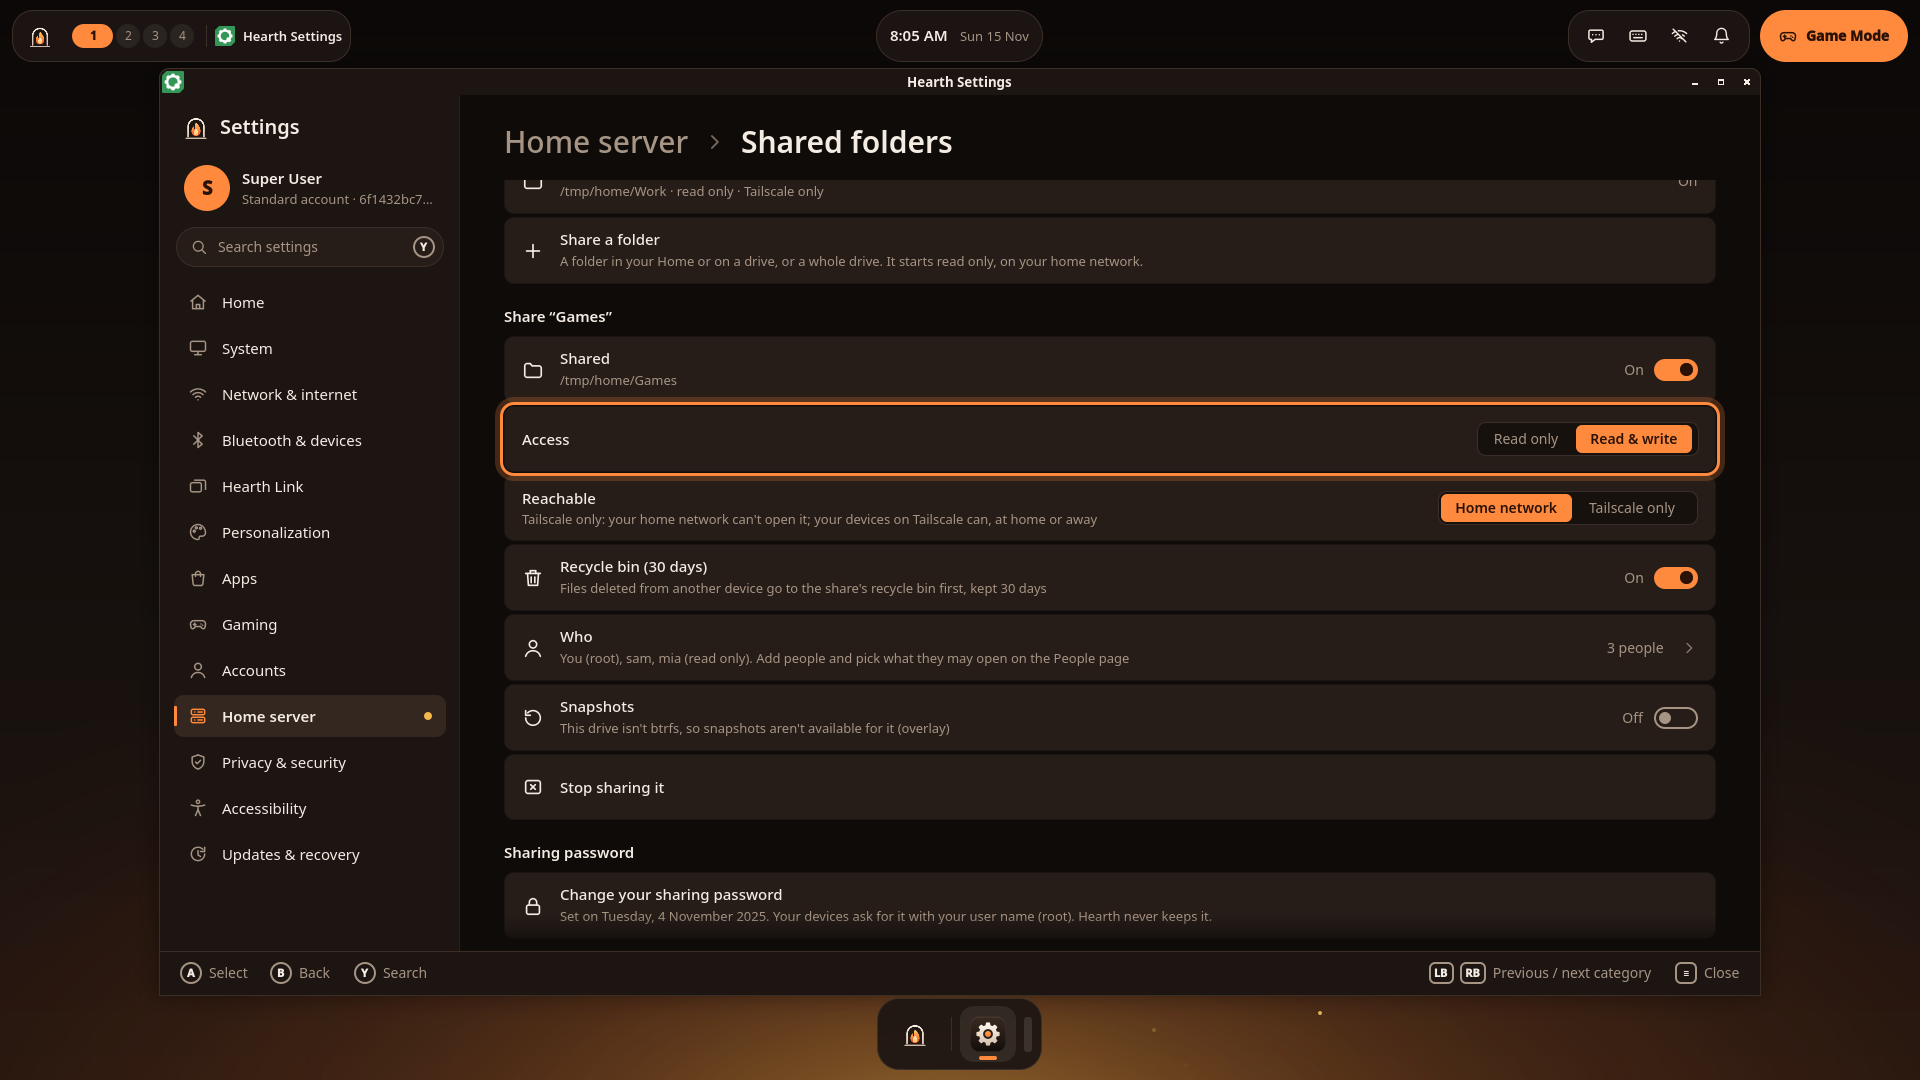 1 2 3 4 Hearth Settings
8:05 AM Sun 15 Nov
Game Mode
Hearth Settings
Settings
S
Super User
Standard account · 6f1432bc7...
Search settings Y
Home
System
Network & internet
Bluetooth & devices
Hearth Link
Personalization
Apps
Gaming
Accounts
Home server
Privacy & security
Accessibility
Updates & recovery
Home server Shared folders
/tmp/home/Work · read only · Tailscale only
On
Share a folder
A folder in your Home or on a drive, or a whole drive. It starts read only, on your home network.
Share “Games”
Shared
/tmp/home/Games
On
Access
Read only Read & write
Reachable
Tailscale only: your home network can't open it; your devices on Tailscale can, at home or away
Home network Tailscale only
Recycle bin (30 days)
Files deleted from another device go to the share's recycle bin first, kept 30 days
On
Who
You (root), sam, mia (read only). Add people and pick what they may open on the People page
3 people
Snapshots
This drive isn't btrfs, so snapshots aren't available for it (overlay)
Off
Stop sharing it
Sharing password
Change your sharing password
Set on Tuesday, 4 November 2025. Your devices ask for it with your user name (root). Hearth never keeps it.
A Select B Back Y Search
LB RB Previous / next category Close